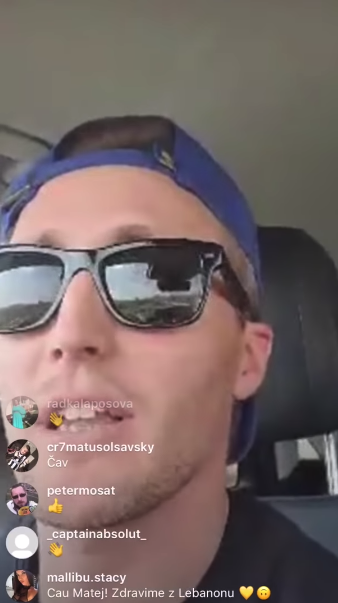 radkalaposova
👋
cr7matusolsavsky
Čav
petermosat
👍
_captainabsolut_
👋
mallibu.stacy
Cau Matej! Zdravime z Lebanonu 💛🙃